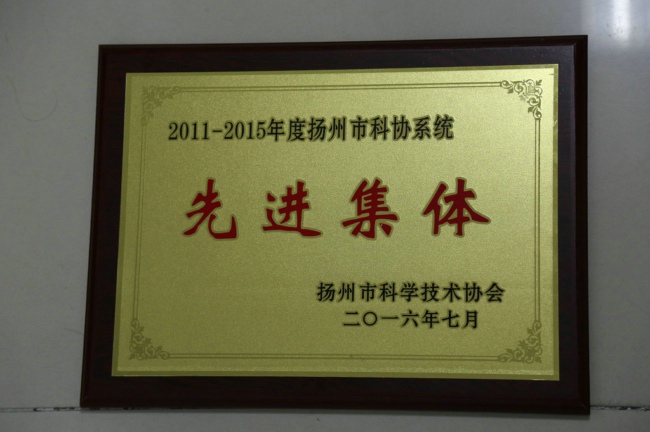 2011-2015年度扬州市科协系统
先进集体
扬州市科学技术协会
二〇一六年七月